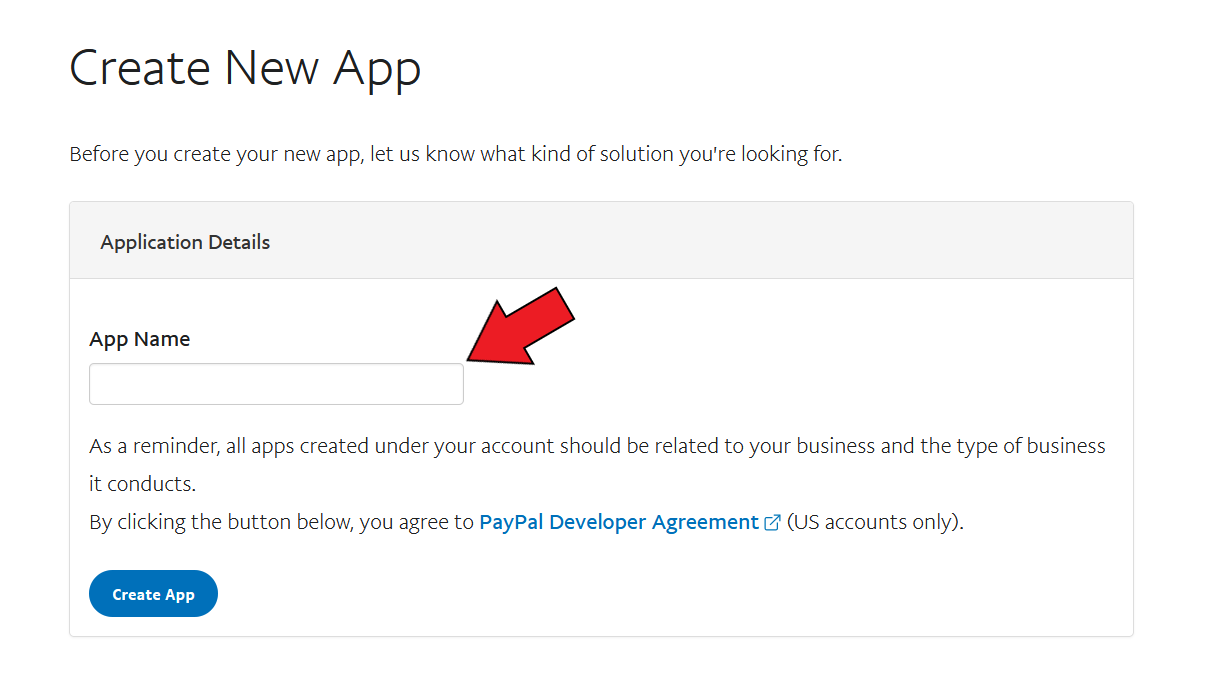 Create New App
Before you create your new app, let us know what kind of solution you're looking for.
Application Details
App Name
As a reminder, all apps created under your account should be related to your business and the type of business
it conducts.
By clicking the button below, you agree to PayPal Developer Agreement (US accounts only).
Create App